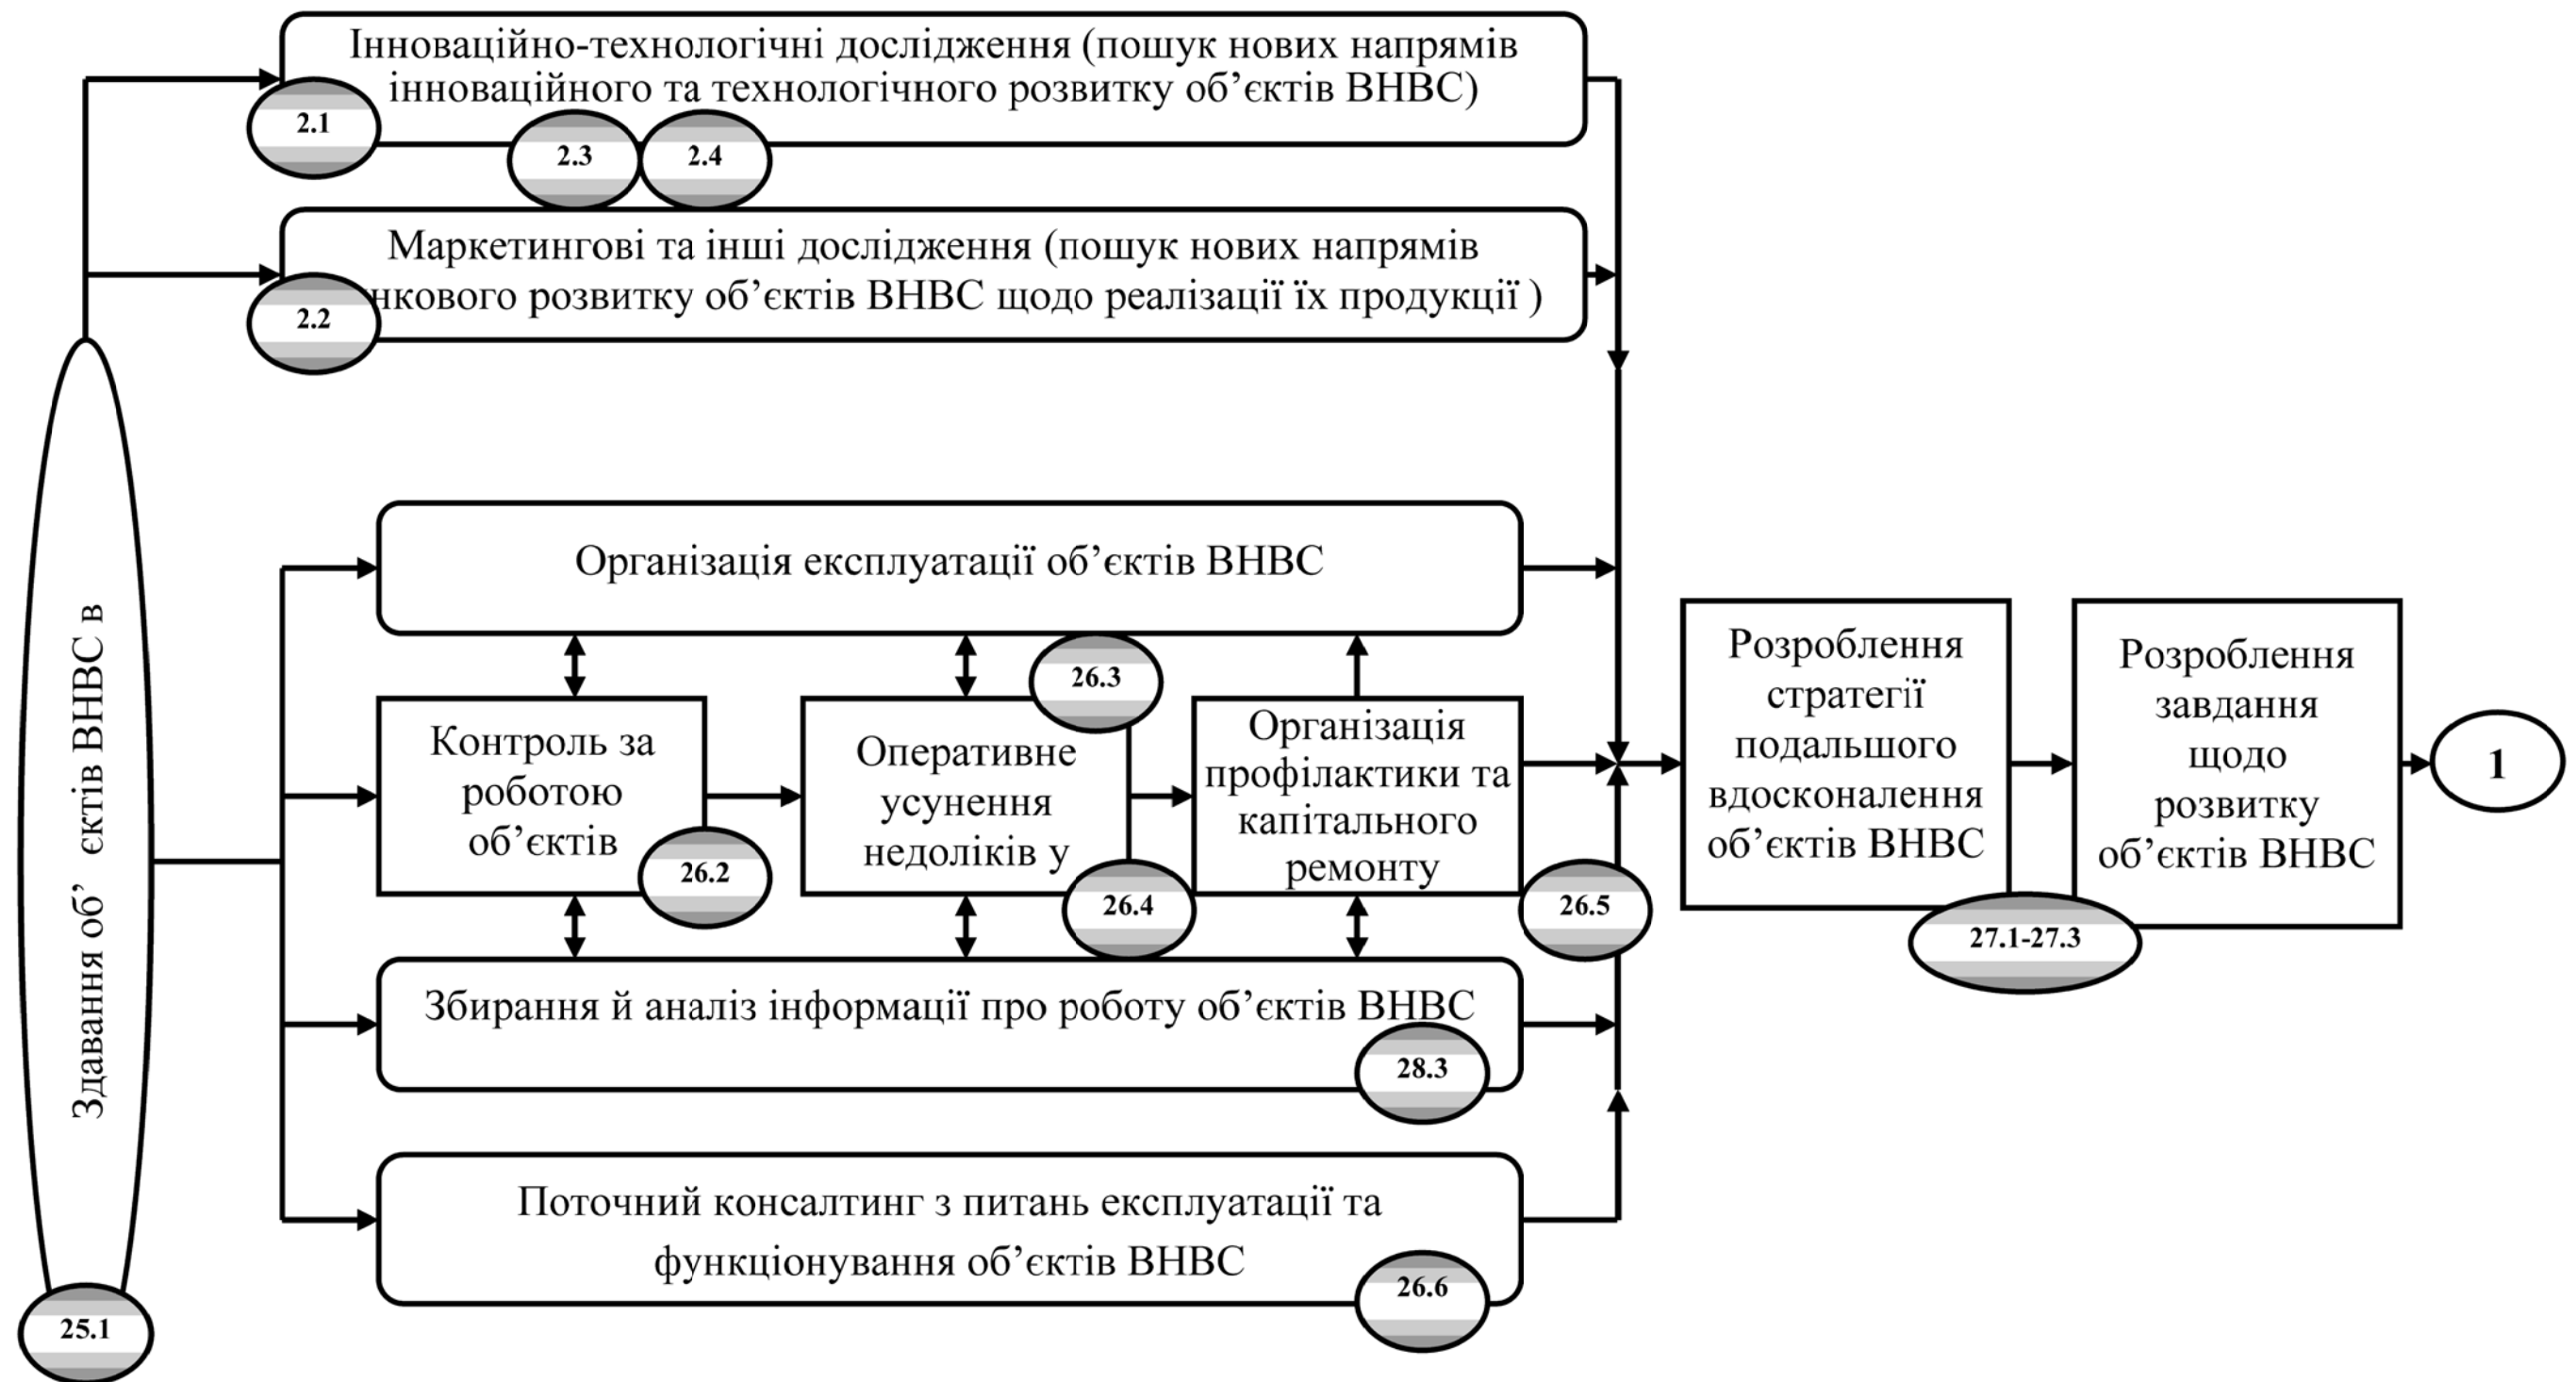 Інноваційно-технологічні дослідження (пошук нових напрямів
інноваційного та технологічного розвитку об’єктів ВНВС)
2.1
2.3
2.4
Маркетингові та інші дослідження (пошук нових напрямів
нкового розвитку об’єктів ВНВС щодо реалізації їх продукції )
2.2
Здавання об’ єктів ВНВС в
25.1
Організація експлуатації об’єктів ВНВС
26.3
Контроль за
роботою
об’єктів
26.2
Оперативне
усунення
недоліків у
26.4
Організація
профілактики та
капітального
ремонту
26.5
Збирання й аналіз інформації про роботу об’єктів ВНВС
28.3
Поточний консалтинг з питань експлуатації та
функціонування об’єктів ВНВС
26.6
Розроблення
стратегії
подальшого
вдосконалення
об’єктів ВНВС
27.1-27.3
Розроблення
завдання
щодо
розвитку
об’єктів ВНВС
1